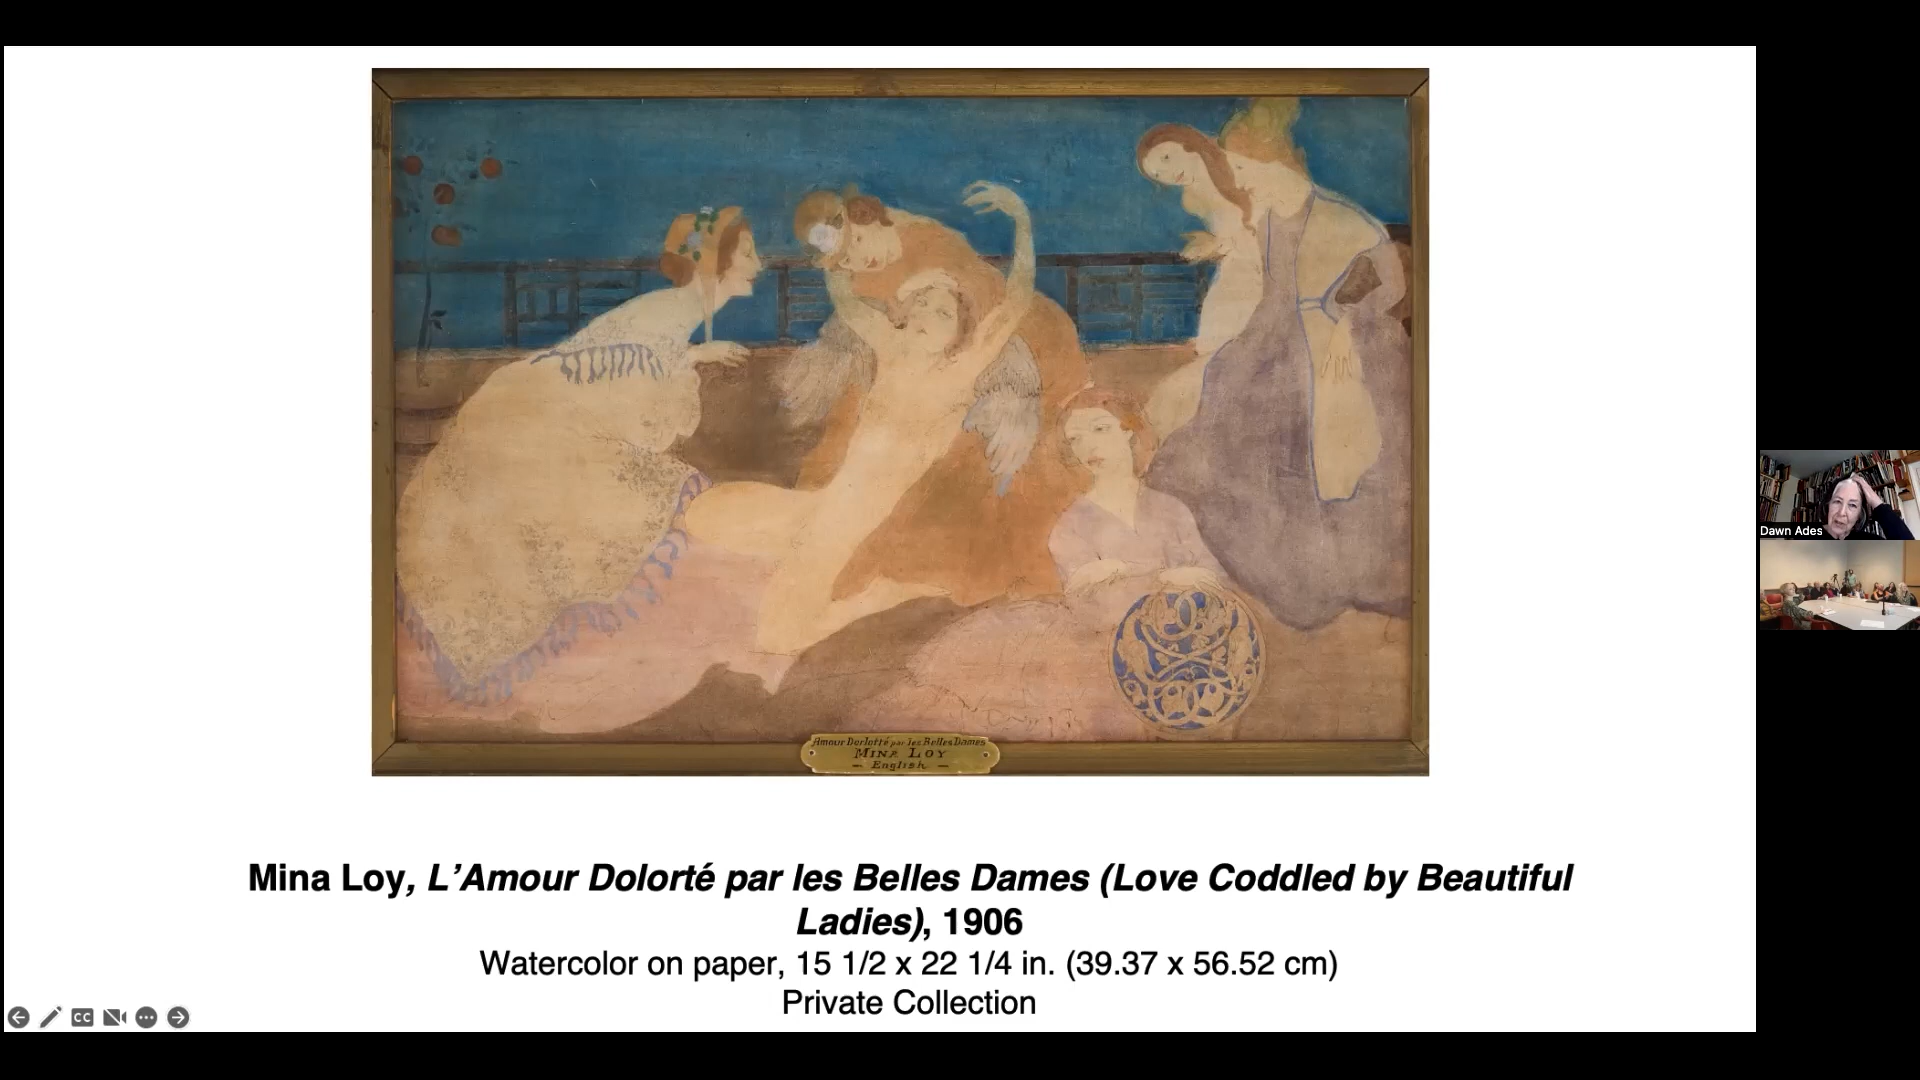 Amour Dorlotté par les Belles Dames
MINA LOY
— English —
Mina Loy, L’Amour Dolorté par les Belles Dames (Love Coddled by Beautiful
Ladies), 1906
Watercolor on paper, 15 1/2 x 22 1/4 in. (39.37 x 56.52 cm)
Private Collection
CC
Dawn Ades